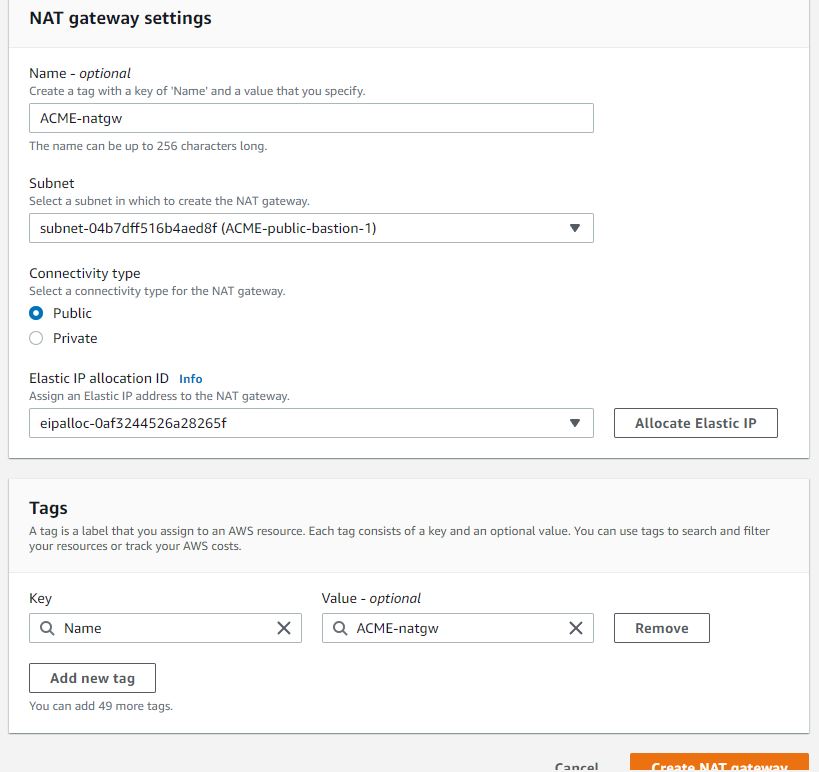 NAT gateway settings
Name - optional
Create a tag with a key of 'Name' and a value that you specify.
ACME-natgw
The name can be up to 256 characters long.
Subnet
Select a subnet in which to create the NAT gateway.
subnet-04b7dff516b4aed8f (ACME-public-bastion-1)
Connectivity type
Select a connectivity type for the NAT gateway.
Public
Private
Elastic IP allocation ID Info
Assign an Elastic IP address to the NAT gateway.
eipalloc-0af3244526a28265f
Allocate Elastic IP
Tags
A tag is a label that you assign to an AWS resource. Each tag consists of a key and an optional value. You can use tags to search and filter
your resources or track your AWS costs.
Key
Value - optional
Name
ACME-natgw
Remove
Add new tag
You can add 49 more tags.
Cancel
Create NAT gateway